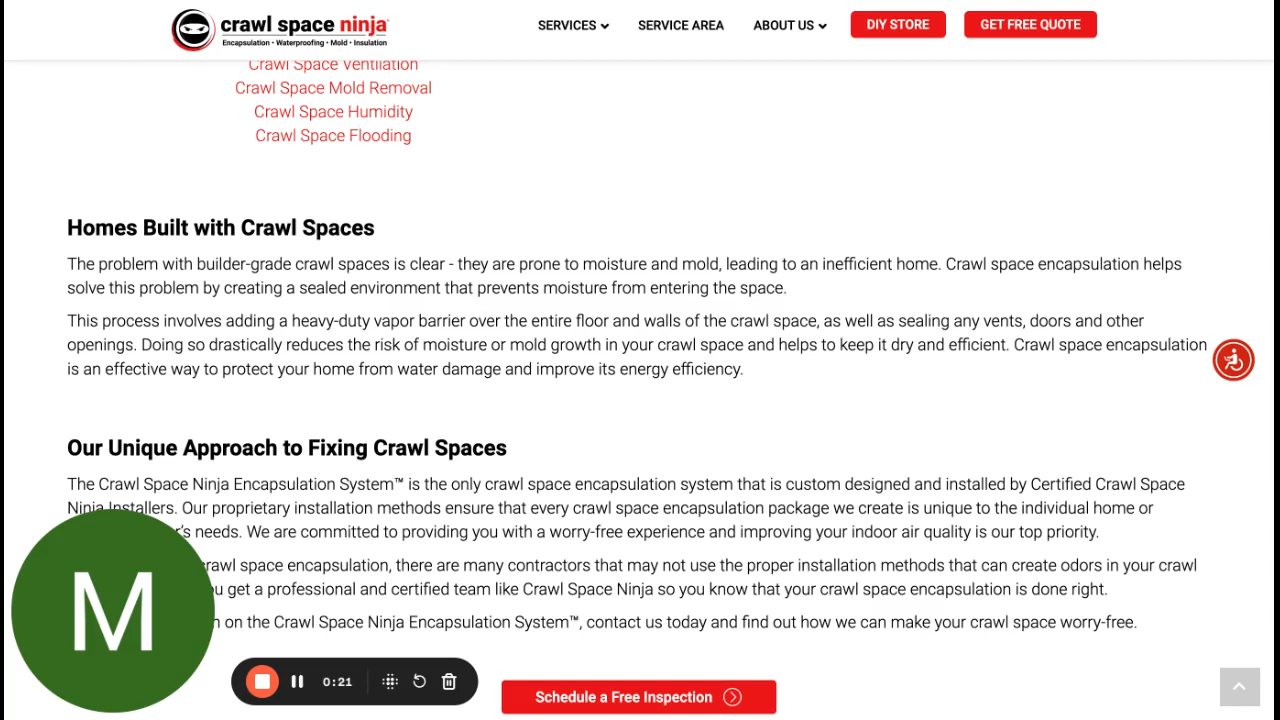 crawl space ninja
Encapsulation • Waterproofing • Mold • Insulation
SERVICES
SERVICE AREA
ABOUT US
DIY STORE
GET FREE QUOTE
Crawl Space Ventilation
Crawl Space Mold Removal
Crawl Space Humidity
Crawl Space Flooding
Homes Built with Crawl Spaces
The problem with builder-grade crawl spaces is clear - they are prone to moisture and mold, leading to an inefficient home. Crawl space encapsulation helps
solve this problem by creating a sealed environment that prevents moisture from entering the space.
This process involves adding a heavy-duty vapor barrier over the entire floor and walls of the crawl space, as well as sealing any vents, doors and other
openings. Doing so drastically reduces the risk of moisture or mold growth in your crawl space and helps to keep it dry and efficient. Crawl space encapsulation
is an effective way to protect your home from water damage and improve its energy efficiency.
Our Unique Approach to Fixing Crawl Spaces
The Crawl Space Ninja Encapsulation System™ is the only crawl space encapsulation system that is custom designed and installed by Certified Crawl Space
Ninja Installers. Our proprietary installation methods ensure that every crawl space encapsulation package we create is unique to the individual home or
needs. We are committed to providing you with a worry-free experience and improving your indoor air quality is our top priority.
crawl space encapsulation, there are many contractors that may not use the proper installation methods that can create odors in your crawl
get a professional and certified team like Crawl Space Ninja so you know that your crawl space encapsulation is done right.
on the Crawl Space Ninja Encapsulation System™, contact us today and find out how we can make your crawl space worry-free.
M
0:21
Schedule a Free Inspection